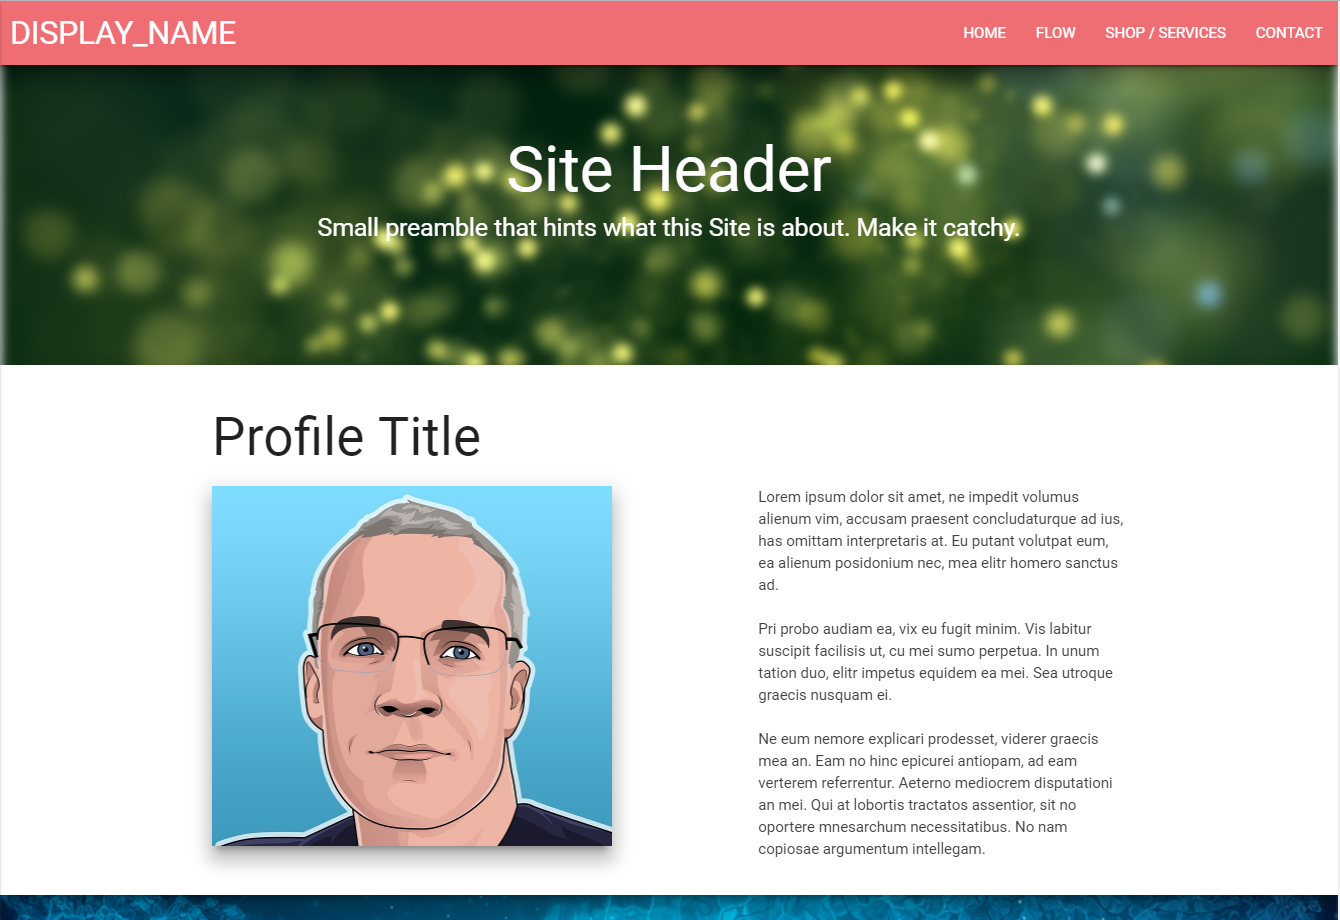 DISPLAY_NAME
HOME FLOW SHOP / SERVICES CONTACT
Site Header
Small preamble that hints what this Site is about. Make it catchy.
Profile Title
Lorem ipsum dolor sit amet, ne impedit volumus
alienum vim, accusam praesent concludaturque ad ius,
has omittam interpretaris at. Eu putant volutpat eum,
ea alienum posidonium nec, mea elitr homero sanctus
ad.
Pri probo audiam ea, vix eu fugit minim. Vis labitur
suscipit facilisis ut, cu mei sumo perpetua. In unum
tation duo, elitr impetus equidem ea mei. Sea utroque
graecis nusquam ei.
Ne eum nemore explicari prodesset, viderer graecis
mea an. Eam no hinc epicurei antiopam, ad eam
verterem referrentur. Aeterno mediocrem disputationi
an mei. Qui at lobortis tractatos assentior, sit no
oportere mnesarchum necessitatibus. No nam
copiosae argumentum intellegam.